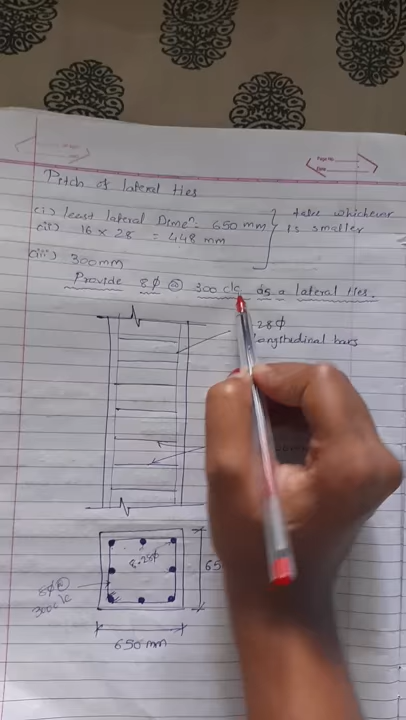 Pitch of lateral ties
(i) least lateral Dimen. = 650 mm
(ii) 16 x 28 = 448 mm
take whichever is smaller
(iii) 300mm
Provide 8ϕ @ 300 c/c as a lateral ties.
28ϕ
longitudinal bars
8-28ϕ
8ϕ @
300 c/c
65
650 mm